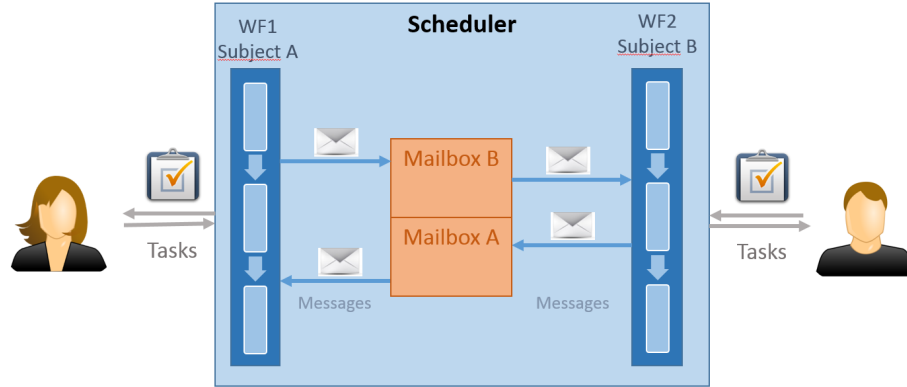 Scheduler
WF1
Subject A
WF2
Subject B
Mailbox B
Mailbox A
Tasks
Tasks
Messages
Messages